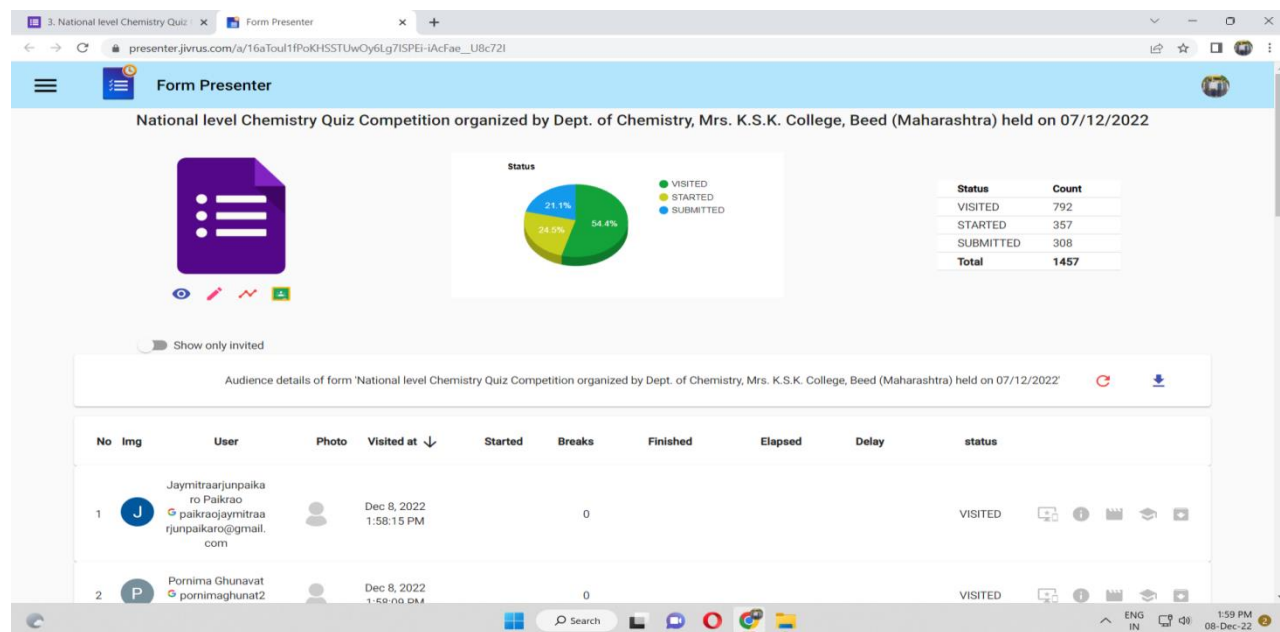 3. National level Chemistry Quiz
Form Presenter
presenter.jivrus.com/a/16aToul1fPoKHSSTUwOy6Lg7ISPEi-iAcFae__U8c72I
Form Presenter
National level Chemistry Quiz Competition organized by Dept. of Chemistry, Mrs. K.S.K. College, Beed (Maharashtra) held on 07/12/2022
Status
VISITED
STARTED
SUBMITTED
21.1%
24.5%
54.4%
Status Count
VISITED 792
STARTED 357
SUBMITTED 308
Total 1457
Show only invited
Audience details of form 'National level Chemistry Quiz Competition organized by Dept. of Chemistry, Mrs. K.S.K. College, Beed (Maharashtra) held on 07/12/2022'
No Img User Photo Visited at Started Breaks Finished Elapsed Delay status
Jaymitraarjunpaika
ro Paikrao
1 J paikraojaymitraa Dec 8, 2022 0 VISITED
rjunpaikaro@gmail. 1:58:15 PM
com
Pornima Ghunavat
2 P pornimaghunat2 Dec 8, 2022 0 VISITED
1:58:09 PM
Search
ENG
IN
1:59 PM
08-Dec-22
2